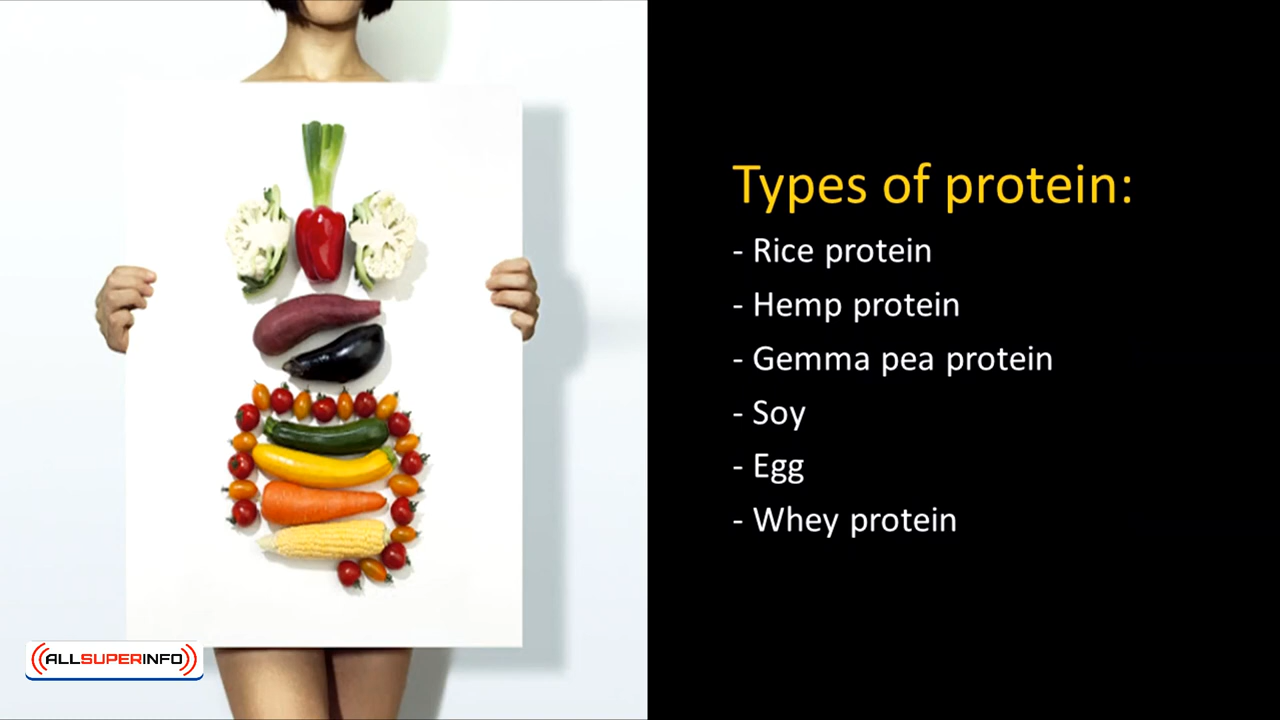 Types of protein:
- Rice protein
- Hemp protein
- Gemma pea protein
- Soy
- Egg
- Whey protein
ALLSUPERINFO